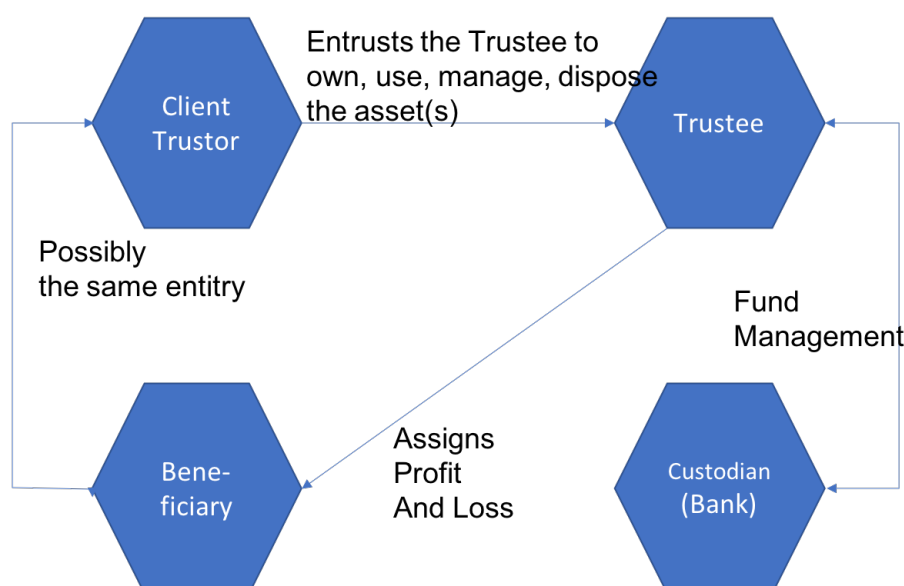 Client
Trustor
Entrusts the Trustee to
own, use, manage, dispose
the asset(s)
Trustee
Possibly
the same entitry
Fund
Management
Bene-
ficiary
Assigns
Profit
And Loss
Custodian
(Bank)